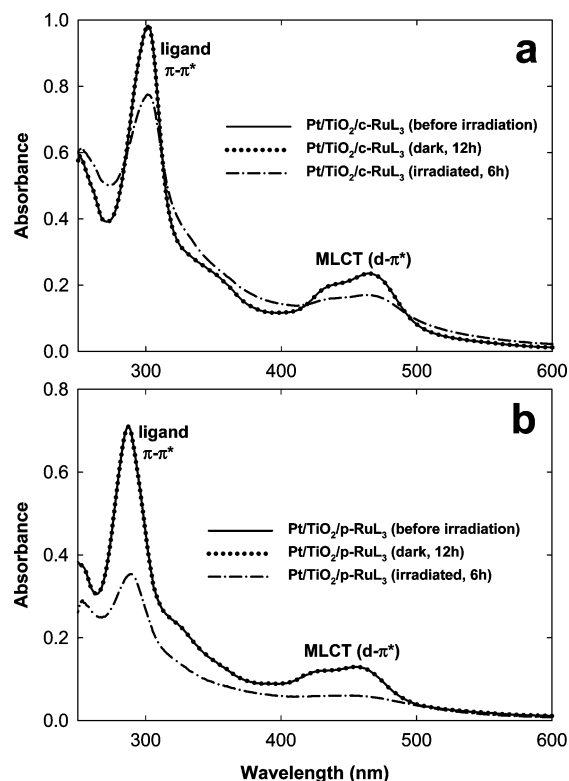 1.0
a
ligand
π-π*
0.8
Pt/TiO2/c-RuL3 (before irradiation)
Pt/TiO2/c-RuL3 (dark, 12h)
Pt/TiO2/c-RuL3 (irradiated, 6h)
0.6
Absorbance
0.4
MLCT (d-π*)
0.2
0.0
300 400 500 600
0.8
b
ligand
π-π*
0.6
Pt/TiO2/p-RuL3 (before irradiation)
Pt/TiO2/p-RuL3 (dark, 12h)
Pt/TiO2/p-RuL3 (irradiated, 6h)
Absorbance
0.4
MLCT (d-π*)
0.2
0.0
300 400 500 600
Wavelength (nm)